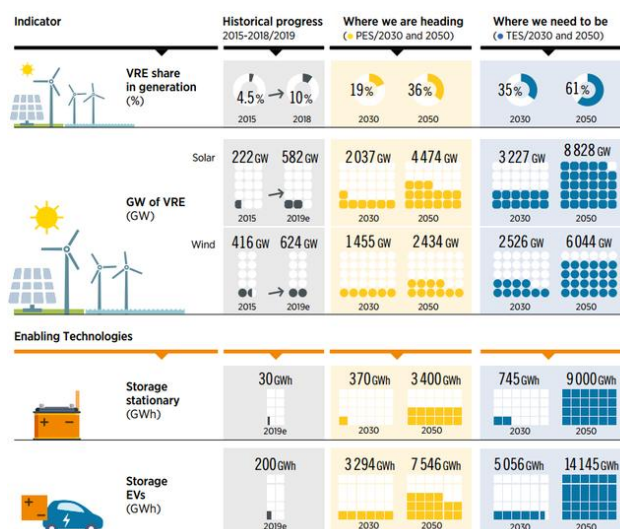 Indicator
Historical progress
2015-2018/2019
Where we are heading
(● PES/2030 and 2050)
Where we need to be
(● TES/2030 and 2050)
VRE share
in generation
(%)
4.5% → 10%
2015 2018
19% 36%
2030 2050
35% 61%
2030 2050
GW of VRE
(GW)
Solar
222 GW 582 GW
2015 2019e
2 037 GW 4 474 GW
2030 2050
3 227 GW 8 828 GW
2030 2050
Wind
416 GW 624 GW
2015 2019e
1 455 GW 2 434 GW
2030 2050
2 526 GW 6 044 GW
2030 2050
Enabling Technologies
Storage
stationary
(GWh)
30 GWh
2019e
370 GWh 3 400 GWh
2030 2050
745 GWh 9 000 GWh
2030 2050
Storage
EVs
(GWh)
200 GWh
2019e
3 294 GWh 7 546 GWh
2030 2050
5 056 GWh 14 145 GWh
2030 2050